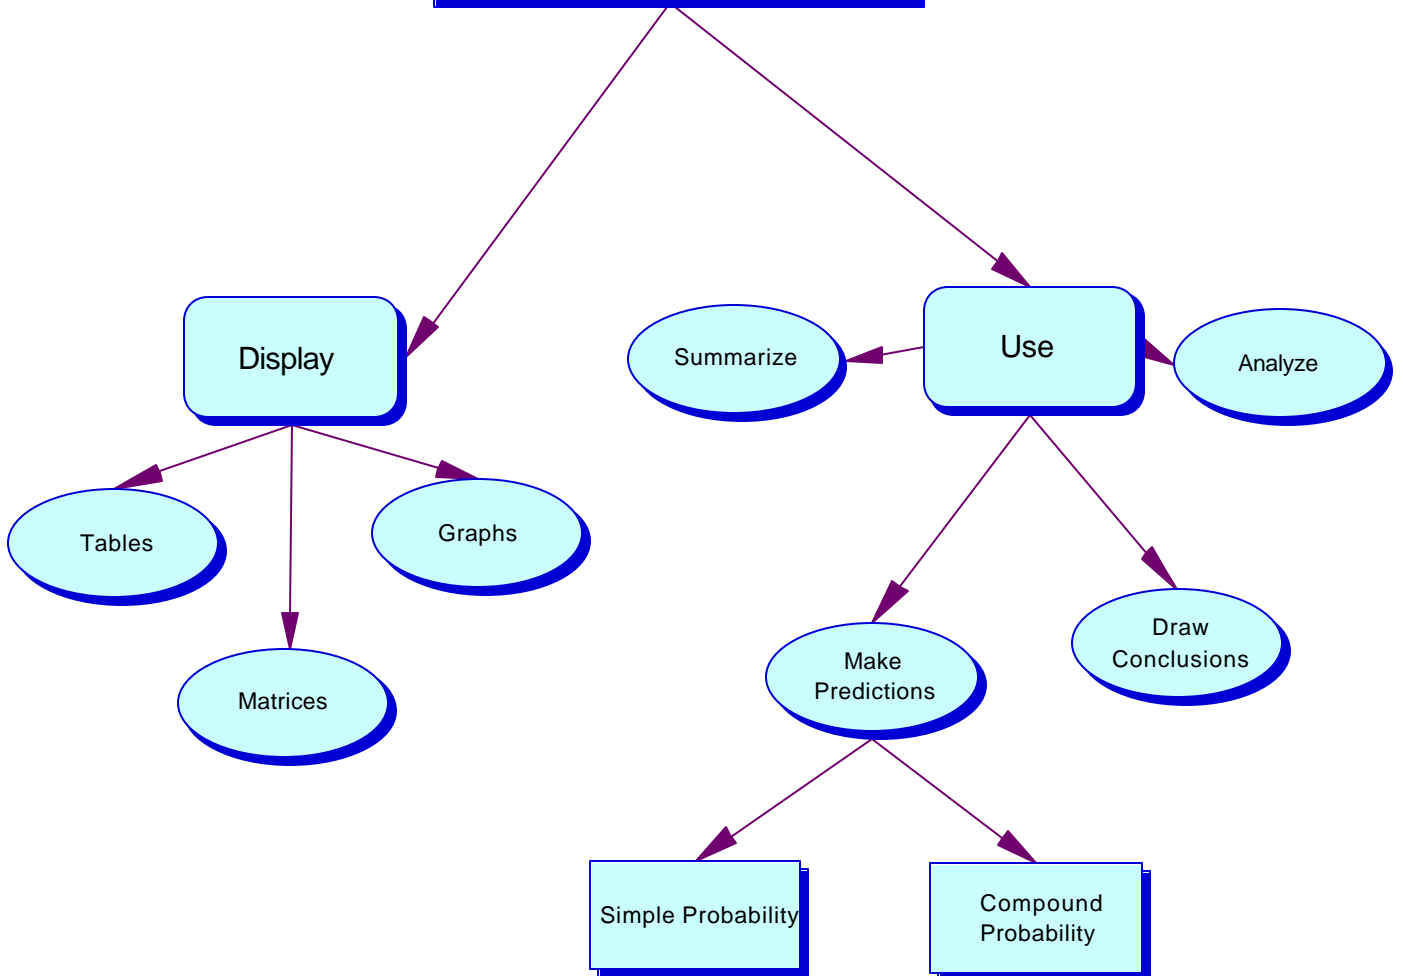 Display
Use
Summarize
Analyze
Tables
Graphs
Matrices
Make
Predictions
Draw
Conclusions
Simple Probability
Compound
Probability